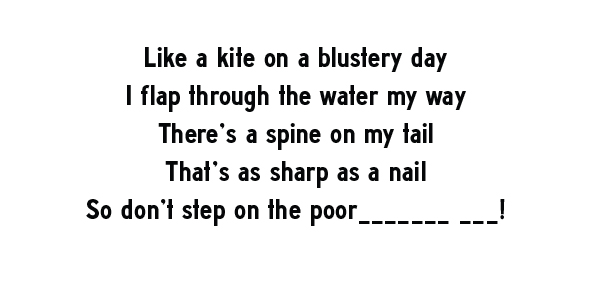 Like a kite on a blustery day
I flap through the water my way
There's a spine on my tail
That's as sharp as a nail
So don't step on the poor_______ ___!